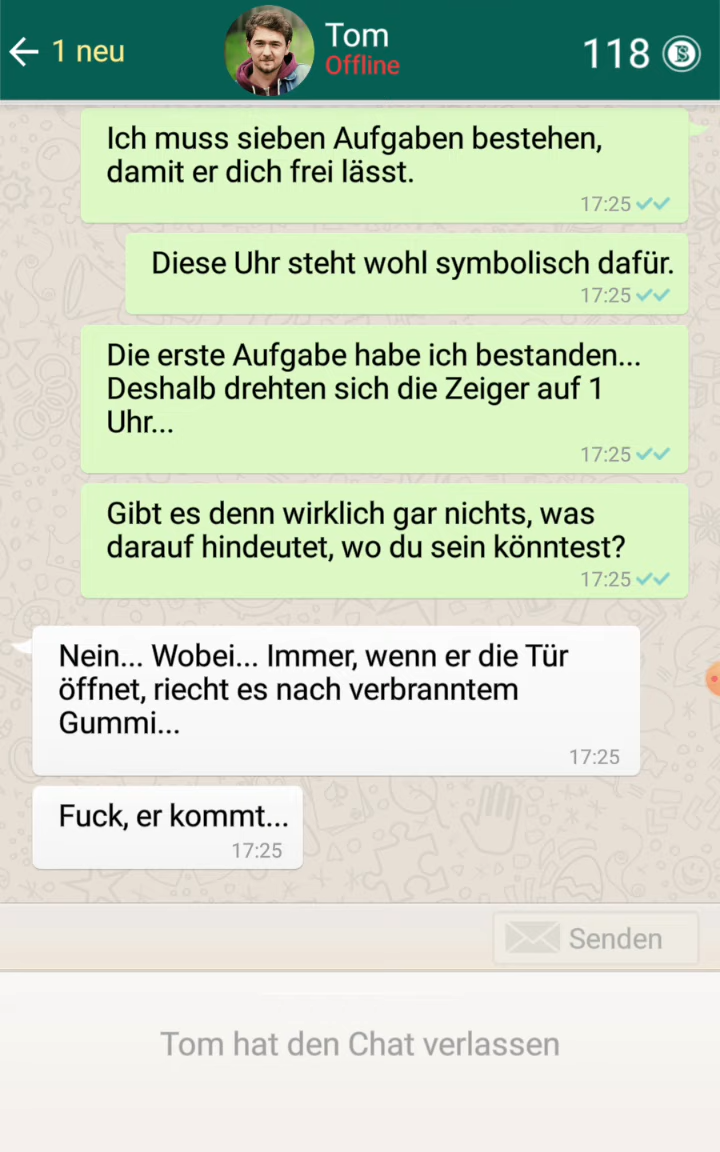 1 neu
Tom
Offline
118
Ich muss sieben Aufgaben bestehen,
damit er dich frei lässt.
17:25
Diese Uhr steht wohl symbolisch dafür.
17:25
Die erste Aufgabe habe ich bestanden...
Deshalb drehten sich die Zeiger auf 1
Uhr...
17:25
Gibt es denn wirklich gar nichts, was
darauf hindeutet, wo du sein könntest?
17:25
Nein... Wobei... Immer, wenn er die Tür
öffnet, riecht es nach verbranntem
Gummi...
17:25
Fuck, er kommt...
17:25
Senden
Tom hat den Chat verlassen